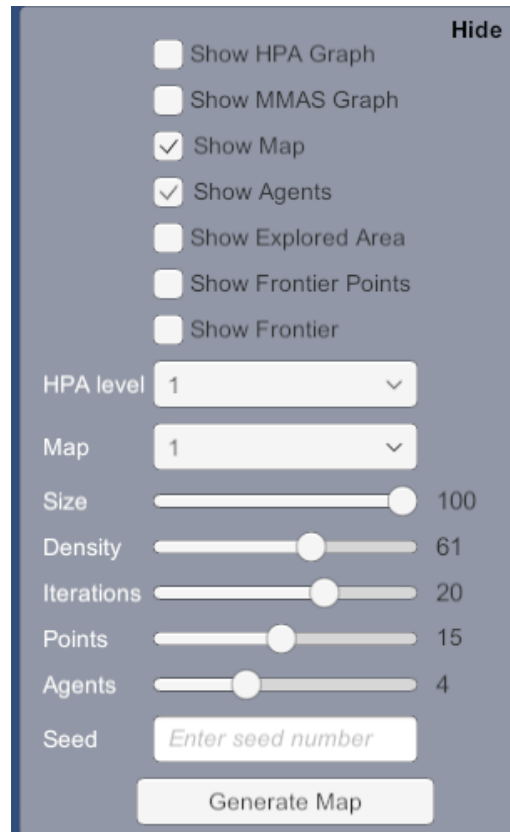 Hide
Show HPA Graph
Show MMAS Graph
Show Map
Show Agents
Show Explored Area
Show Frontier Points
Show Frontier
HPA level 1
Map 1
Size 100
Density 61
Iterations 20
Points 15
Agents 4
Seed Enter seed number
Generate Map